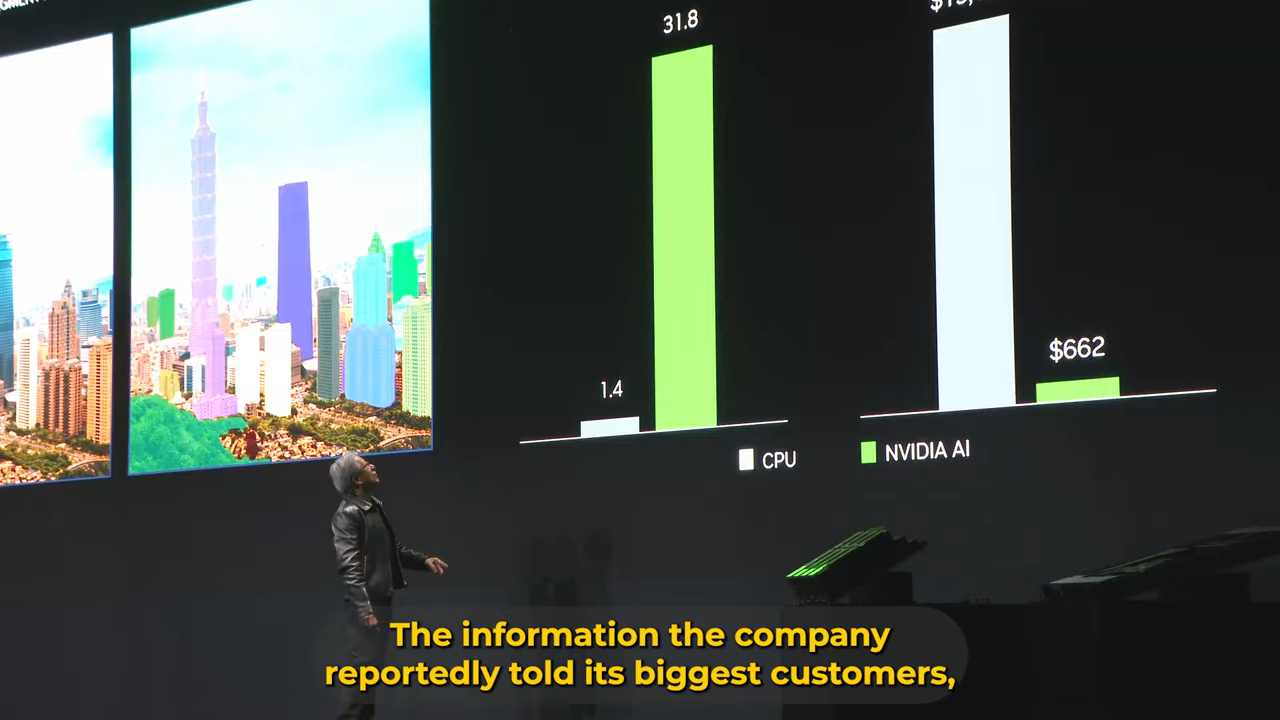 31.8
1.4
$662
CPU
NVIDIA AI
The information the company
reportedly told its biggest customers,